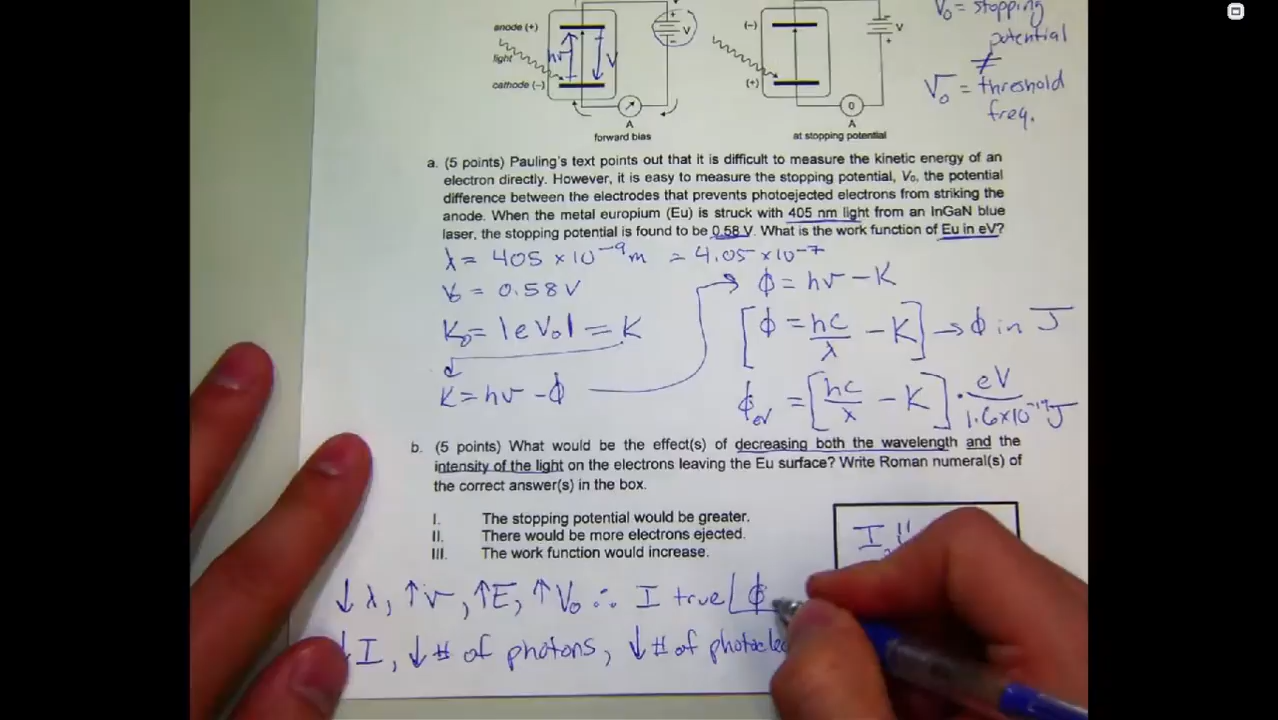 anode (+)
light
cathode (−)
hν
V
+
−
V
A
forward bias
(−)
(+)
V
+
0
A
at stopping potential
V₀ = stopping
potential
≠
ν₀ = threshold
freq.
a. (5 points) Pauling's text points out that it is difficult to measure the kinetic energy of an
electron directly. However, it is easy to measure the stopping potential, V₀, the potential
difference between the electrodes that prevents photoejected electrons from striking the
anode. When the metal europium (Eu) is struck with 405 nm light from an InGaN blue
laser, the stopping potential is found to be 0.58 V. What is the work function of Eu in eV?
λ = 405 × 10⁻⁹ m = 4.05 × 10⁻⁷
V₀ = 0.58 V
K₀ = |eV₀| = K
K = hν − ϕ
ϕ = hν − K
[ϕ = hc/λ − K] → ϕ in J
ϕeV = [hc/λ − K] · eV/1.6×10⁻¹⁹J
b. (5 points) What would be the effect(s) of decreasing both the wavelength and the
intensity of the light on the electrons leaving the Eu surface? Write Roman numeral(s) of
the correct answer(s) in the box.
I. The stopping potential would be greater.
II. There would be more electrons ejected.
III. The work function would increase.
I
↓ λ, ↑ν, ↑E, ↑V₀ ∴ I true ϕ
↓ I, ↓ # of photons, ↓ # of